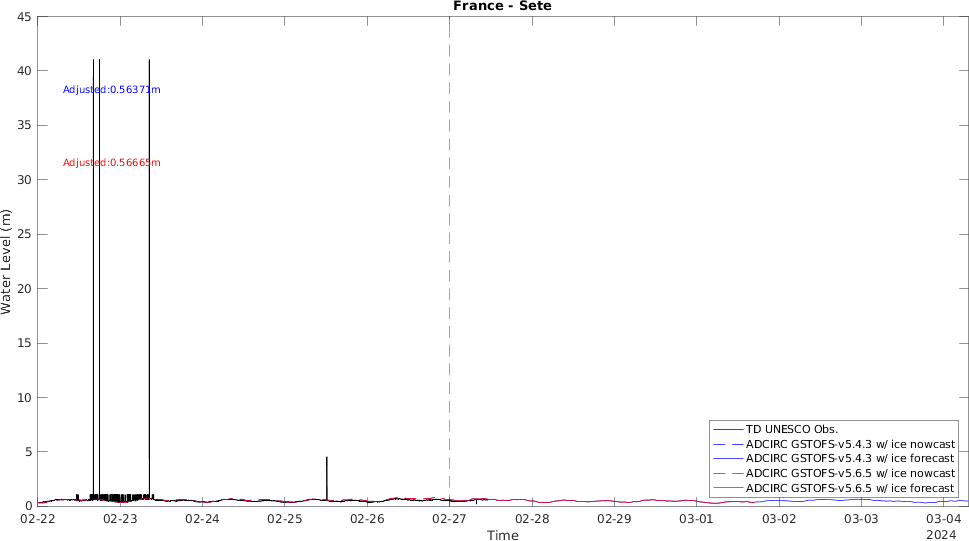 France - Sete
45
40
35
30
25
20
15
10
5
0
Water Level (m)
Adjusted:0.56371m
Adjusted:0.56665m
TD UNESCO Obs.
ADCIRC GSTOFS-v5.4.3 w/ ice nowcast
ADCIRC GSTOFS-v5.4.3 w/ ice forecast
ADCIRC GSTOFS-v5.6.5 w/ ice nowcast
ADCIRC GSTOFS-v5.6.5 w/ ice forecast
02-22 02-23 02-24 02-25 02-26 02-27 02-28 02-29 03-01 03-02 03-03 03-04
2024
Time